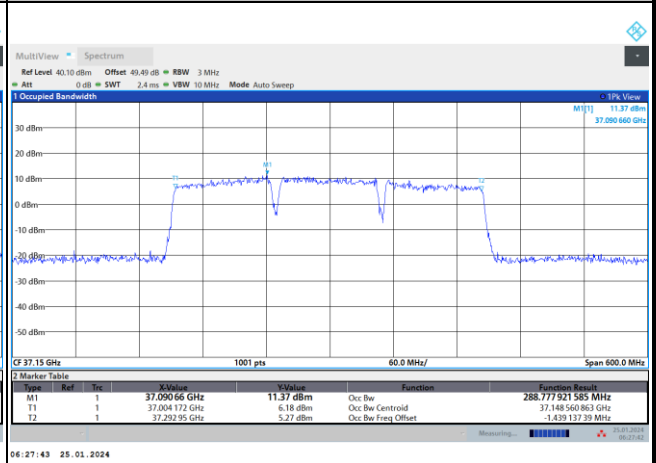 MultiView Spectrum
Ref Level 40.10 dBm Offset 49.49 dB RBW 3 MHz
Att 0 dB SWT 2.4 ms VBW 10 MHz Mode Auto Sweep
1 Occupied Bandwidth 1Pk View
M1[1] 11.37 dBm
37.090 660 GHz
30 dBm
20 dBm
M1
T1
T2
10 dBm
0 dBm
-10 dBm
-20 dBm
-30 dBm
-40 dBm
-50 dBm
CF 37.15 GHz 1001 pts 60.0 MHz/ Span 600.0 MHz
2 Marker Table
Type Ref Trc X-Value Y-Value Function Function Result
M1 1 37.09066 GHz 11.37 dBm Occ Bw 288.777 921 585 MHz
T1 1 37.004 172 GHz 6.18 dBm Occ Bw Centroid 37.148 560 863 GHz
T2 1 37.292 95 GHz 5.27 dBm Occ Bw Freq Offset -1.439 137 39 MHz
Measuring... 25.01.2024
06:27:42
06:27:43 25.01.2024